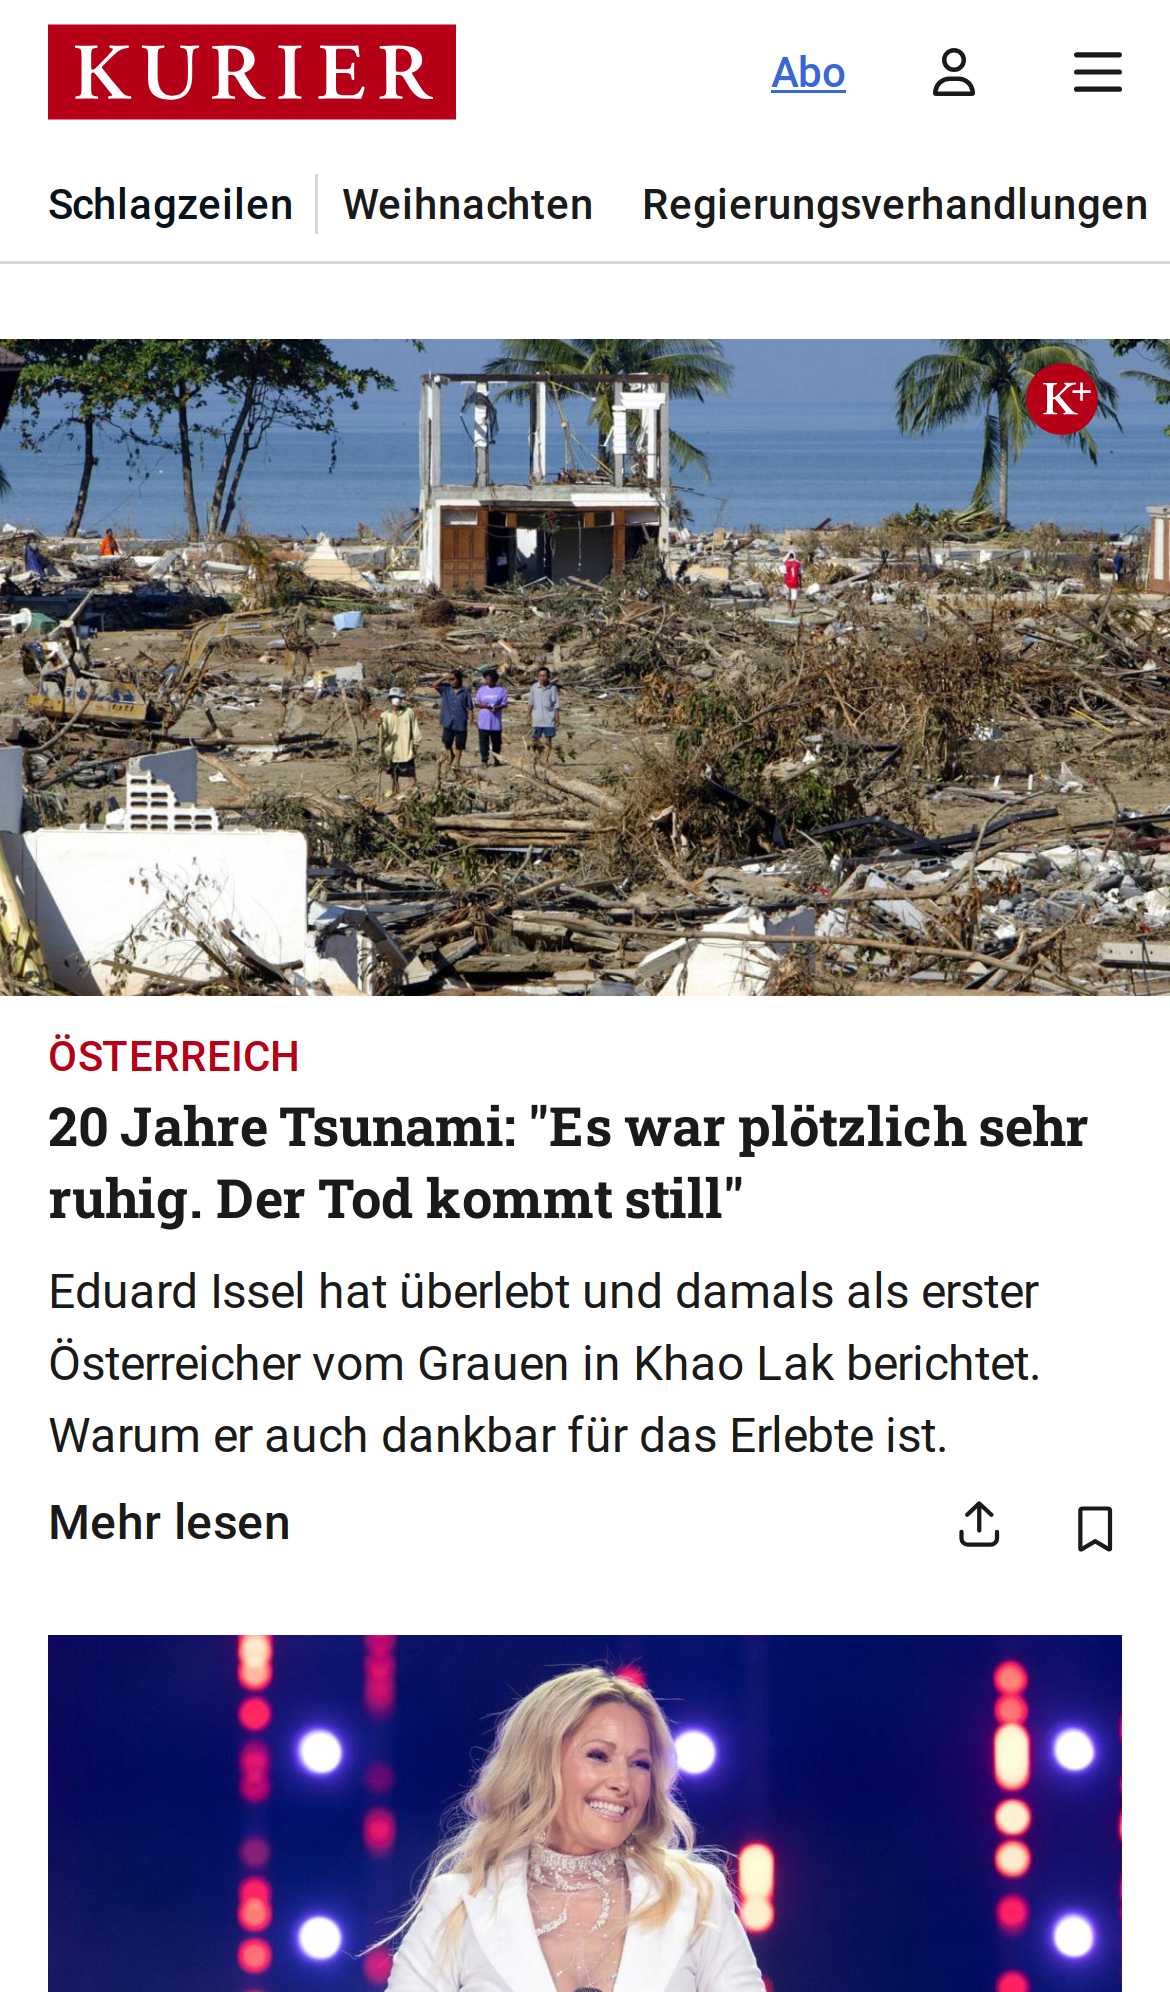 KURIER
Abo
Schlagzeilen Weihnachten Regierungsverhandlungen
K+
ÖSTERREICH
20 Jahre Tsunami: "Es war plötzlich sehr
ruhig. Der Tod kommt still"
Eduard Issel hat überlebt und damals als erster
Österreicher vom Grauen in Khao Lak berichtet.
Warum er auch dankbar für das Erlebte ist.
Mehr lesen